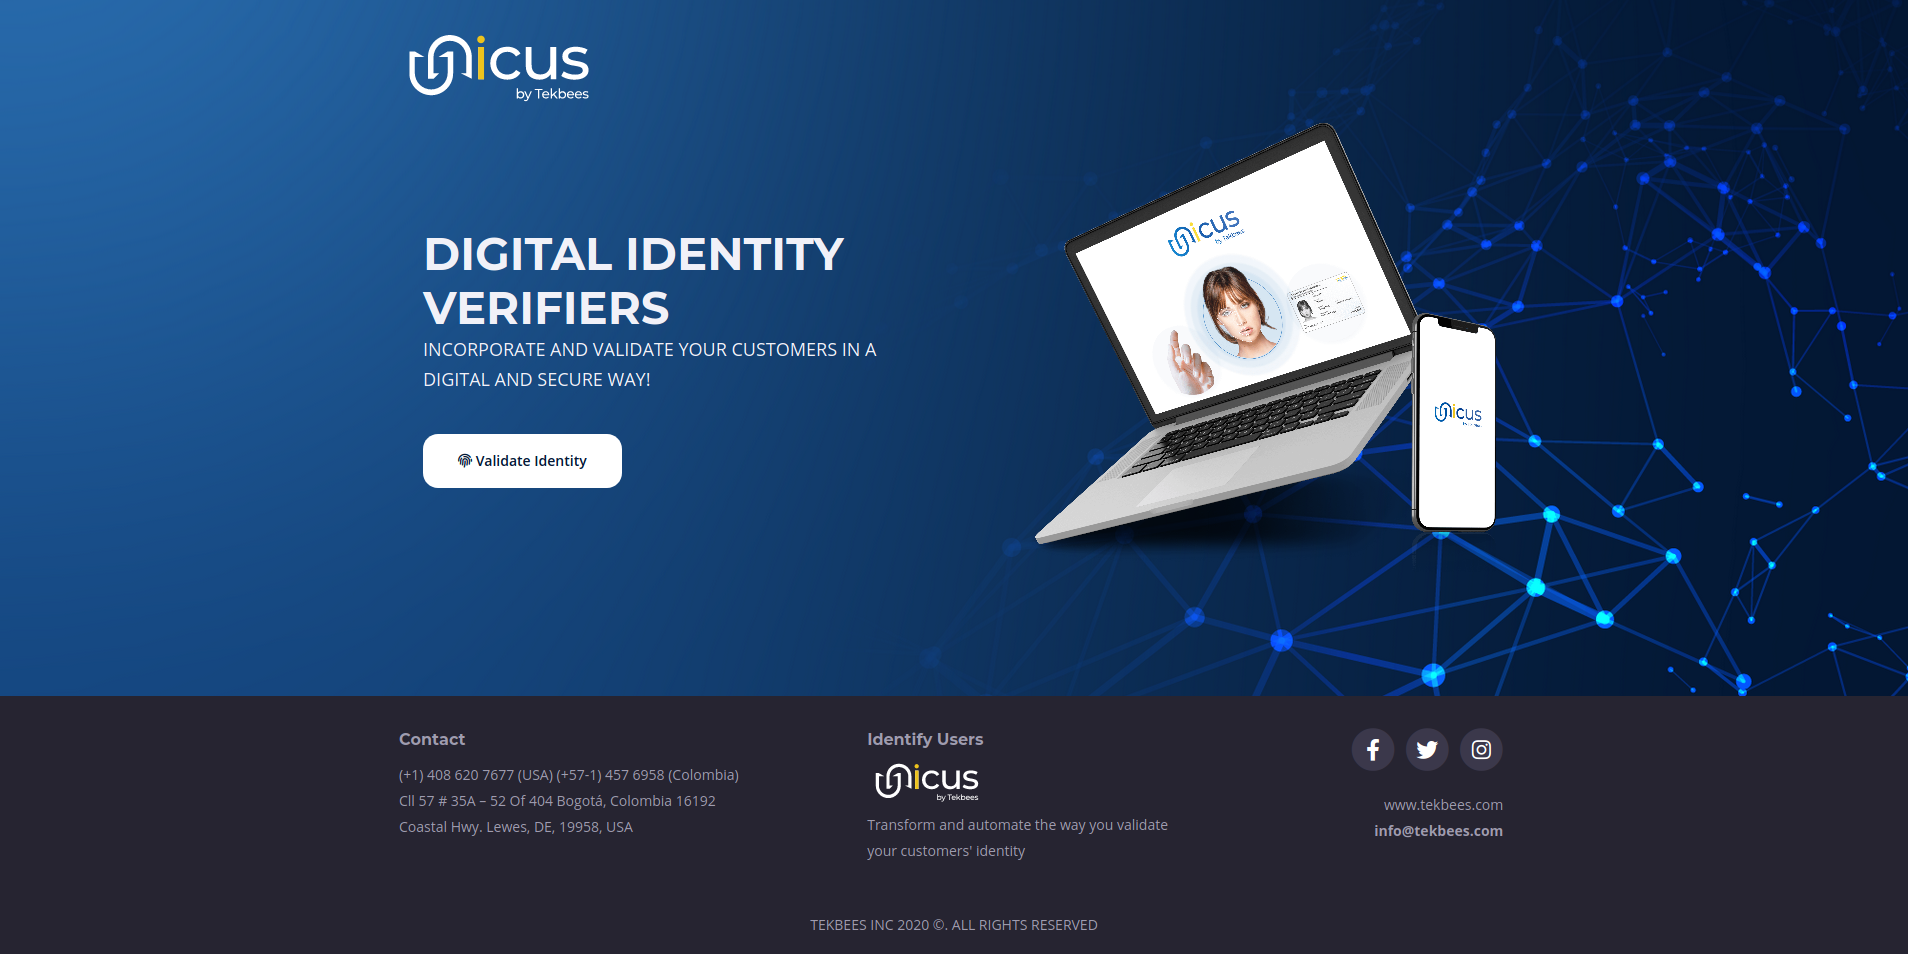 unicus
by Tekbees
DIGITAL IDENTITY
VERIFIERS
INCORPORATE AND VALIDATE YOUR CUSTOMERS IN A
DIGITAL AND SECURE WAY!
Validate Identity
unicus
by Tekbees
unicus
Contact
(+1) 408 620 7677 (USA) (+57-1) 457 6958 (Colombia)
Cll 57 # 35A – 52 Of 404 Bogotá, Colombia 16192
Coastal Hwy. Lewes, DE, 19958, USA
Identify Users
unicus
by Tekbees
Transform and automate the way you validate
your customers' identity
www.tekbees.com
info@tekbees.com
TEKBEES INC 2020 ©. ALL RIGHTS RESERVED